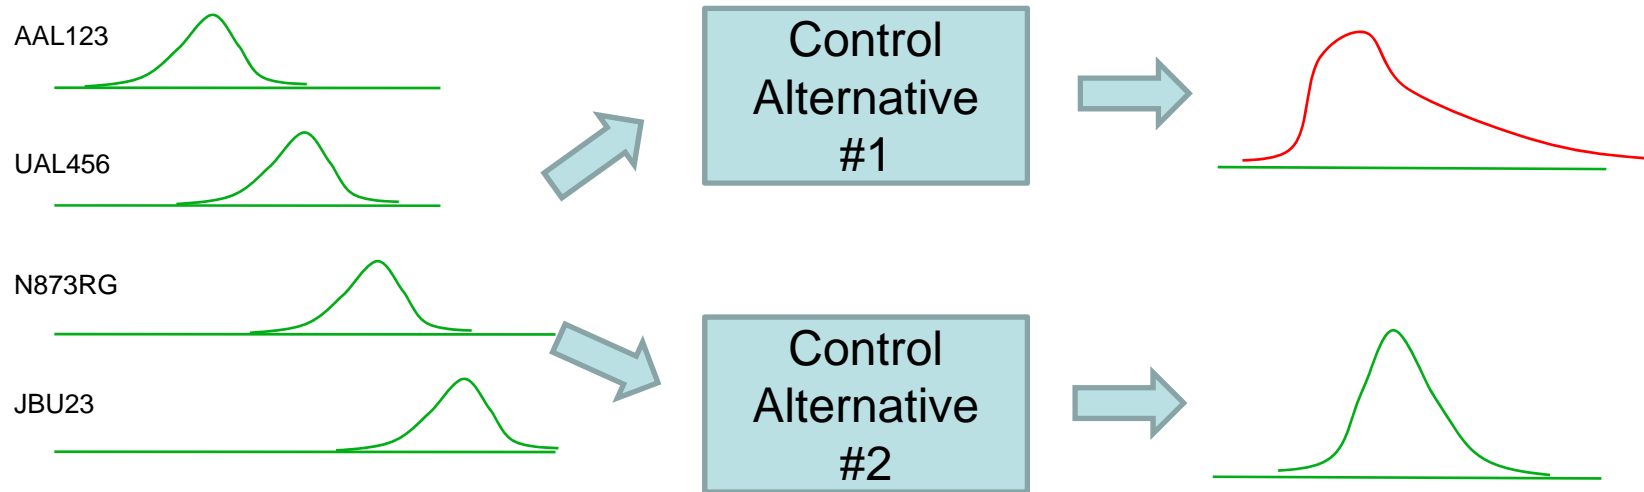 AAL123
UAL456
N873RG
JBU23
Control
Alternative
#1
Control
Alternative
#2